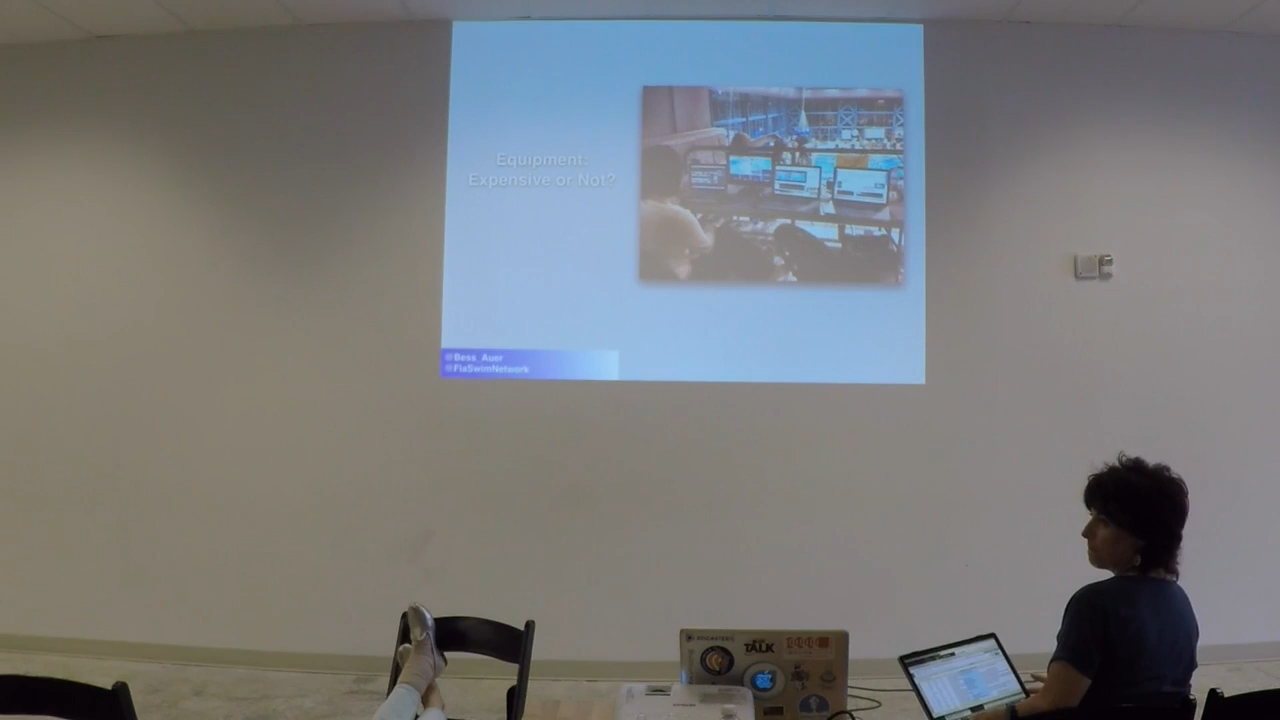 Equipment:
Expensive or Not?
@Bess_Auer
@FlaSwimNetwork
TALK